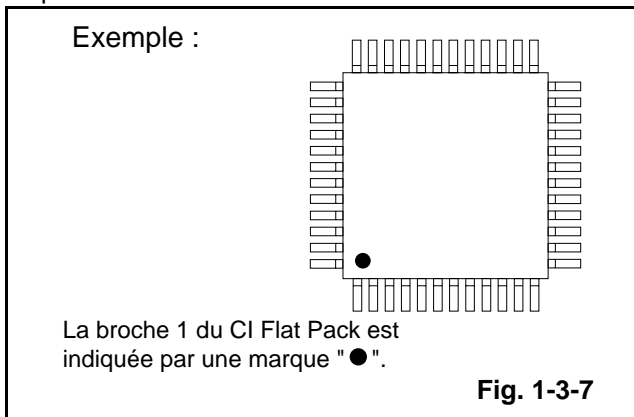 Exemple :
La broche 1 du CI Flat Pack est
indiquée par une marque " ● ".
Fig. 1-3-7